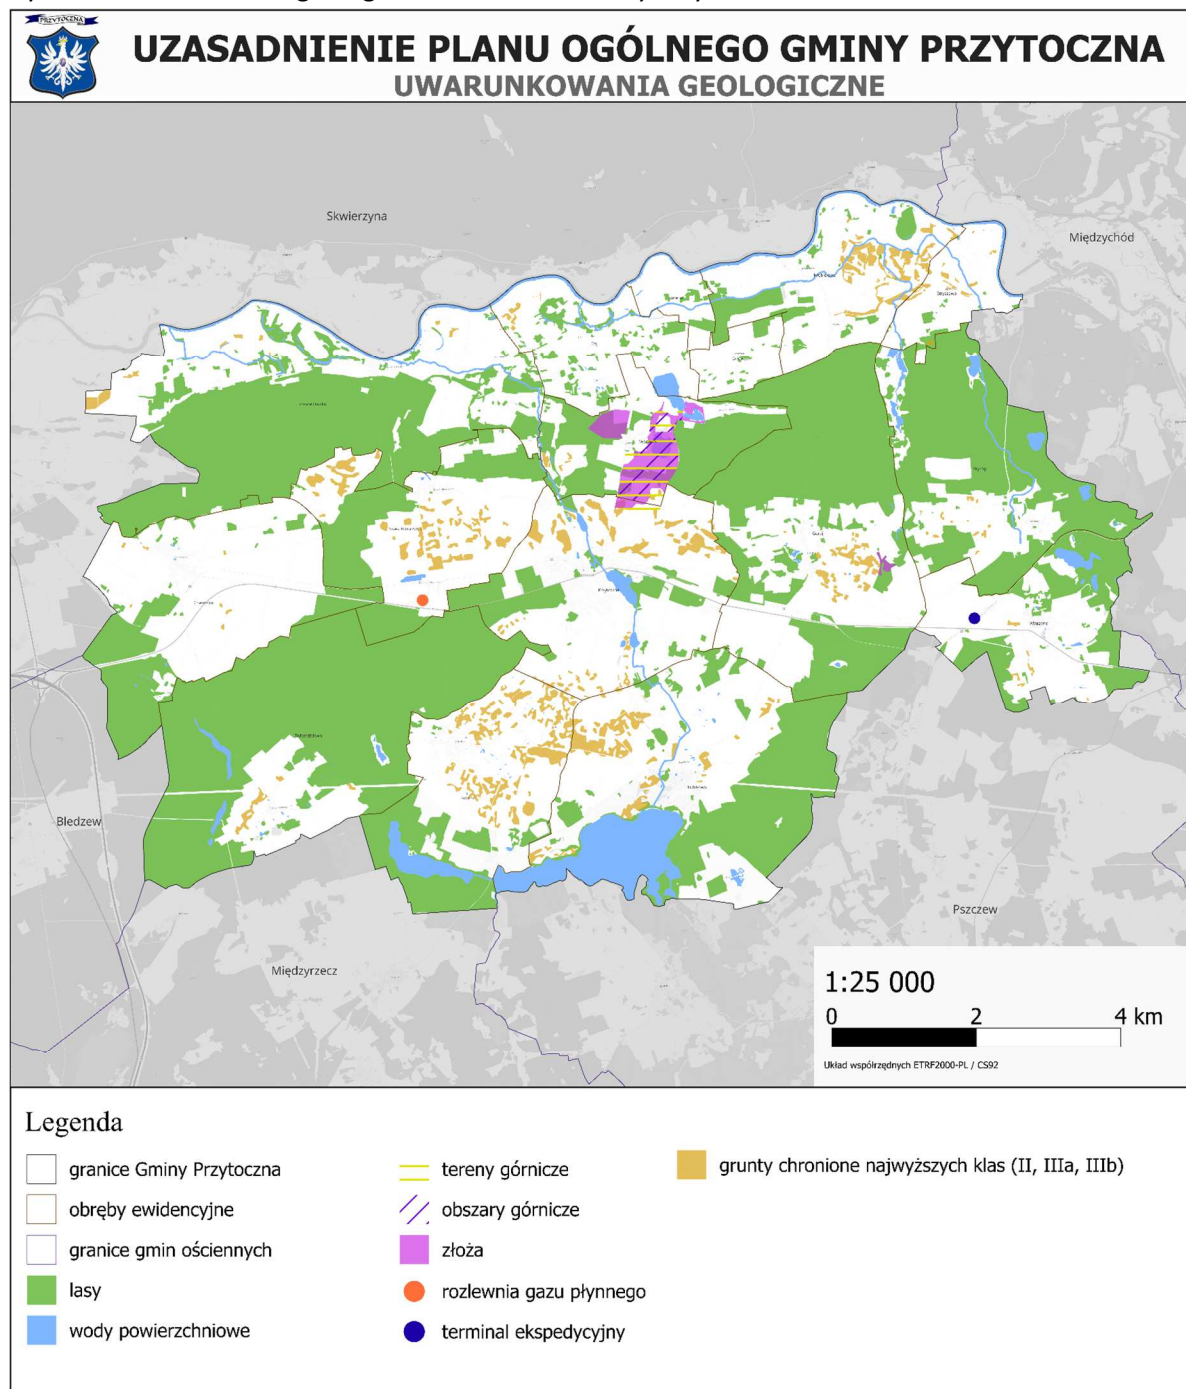 PRZYTOCZNA
UZASADNIENIE PLANU OGÓLNEGO GMINY PRZYTOCZNA
UWARUNKOWANIA GEOLOGICZNE
Skwierzyna
Międzychód
Bledzew
Pszczew
Międzyrzecz
1:25 000
0 2 4 km
Układ współrzędnych ETRF2000-PL / CS92
Legenda
granice Gminy Przytoczna
obręby ewidencyjne
granice gmin ościennych
lasy
wody powierzchniowe
tereny górnicze
obszary górnicze
złoża
rozlewnia gazu płynnego
terminal ekspedycyjny
grunty chronione najwyższych klas (II, IIIa, IIIb)